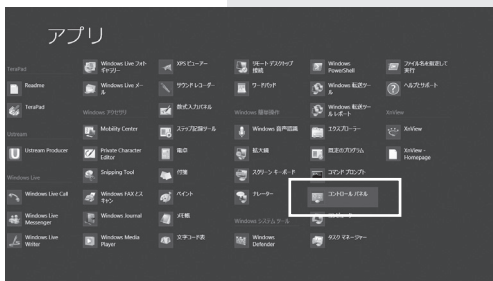 アプリ
TeraPad
Readme
TeraPad
Ustream
Ustream Producer
Windows Live
Windows Live Call
Windows Live
Messenger
Windows Live
Writer
Windows Live フォト
ギャラリー
Windows Live メー
ル
Windows アクセサリ
Mobility Center
Private Character
Editor
Snipping Tool
Windows FAX とス
キャン
Windows Journal
Windows Media
Player
XPS ビューアー
サウンド レコーダー
数式入力パネル
ステップ記録ツール
電卓
付箋
ペイント
メモ帳
文字コード表
リモート デスクトップ
接続
ワードパッド
Windows 簡単操作
Windows 音声認識
拡大鏡
スクリーン キーボード
ナレーター
Windows システム ツール
Windows
Defender
Windows
PowerShell
Windows 転送ツー
ル
Windows 転送ツー
ル レポート
エクスプローラー
既定のプログラム
コマンド プロンプト
コントロール パネル
タスク マネージャー
ファイル名を指定して
実行
ヘルプとサポート
XnView
XnView
XnView -
Homepage